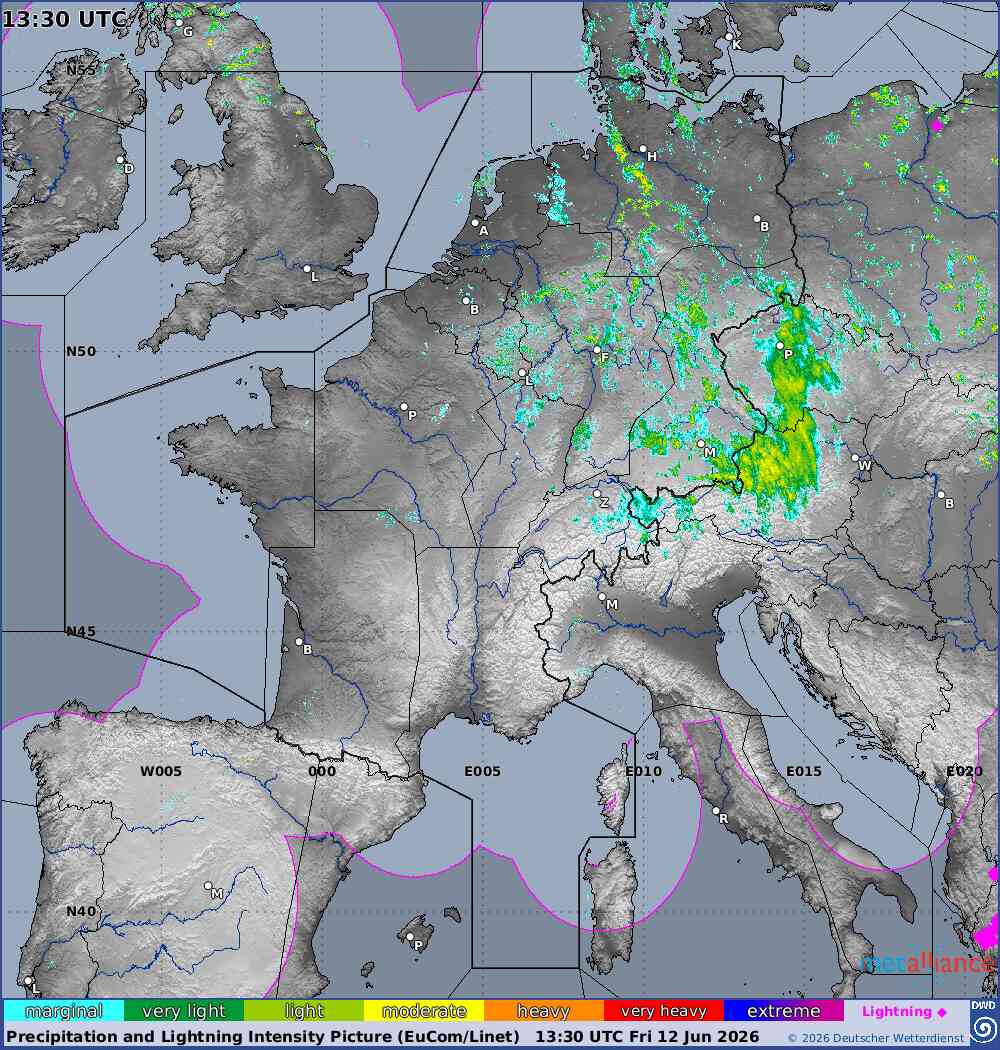 13:30 UTC
G
K
N55
H
D
A
B
L
B
N50
P
F
L
P
M
W
Z
B
M
N45
B
W005
000
E005
E010
E015
E020
R
M
N40
P
metalliance
L
marginal
very light
light
moderate
heavy
very heavy
extreme
Lightning ◆
DWD
Precipitation and Lightning Intensity Picture (EuCom/Linet) 13:30 UTC Fri 12 Jun 2026
© 2026 Deutscher Wetterdienst